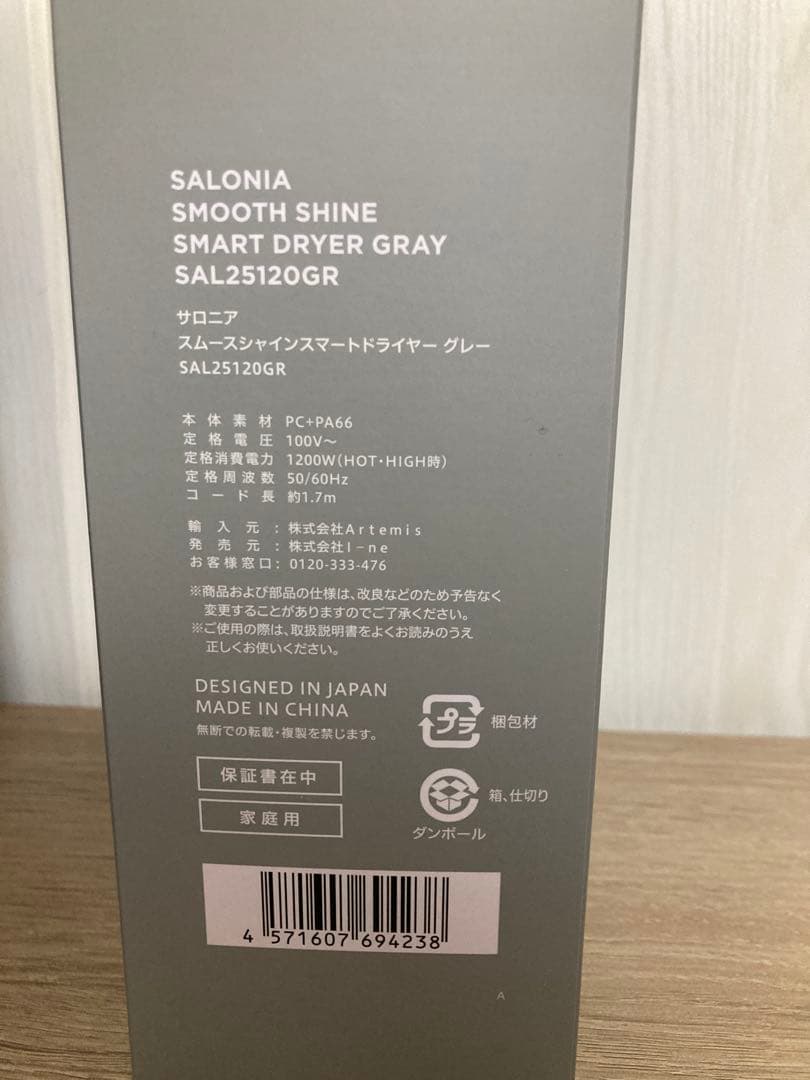 SALONIA
SMOOTH SHINE
SMART DRYER GRAY
SAL25120GR
サロニア
スムースシャインスマートドライヤー グレー
SAL25120GR
本体素材 PC+PA66
定格電圧 100V～
定格消費電力 1200W(HOT・HIGH時)
定格周波数 50/60Hz
コード長 約1.7m
輸入元：株式会社Artemis
発売元：株式会社I-ne
お客様窓口：0120-333-476
※商品および部品の仕様は、改良などのため予告なく
変更することがありますのでご了承ください。
※ご使用の際は、取扱説明書をよくお読みのうえ
正しくお使いください。
DESIGNED IN JAPAN
MADE IN CHINA
無断での転載・複製を禁じます。
プラ 梱包材
保証書在中
箱、仕切り
家庭用
ダンボール
4 571607 694238
A